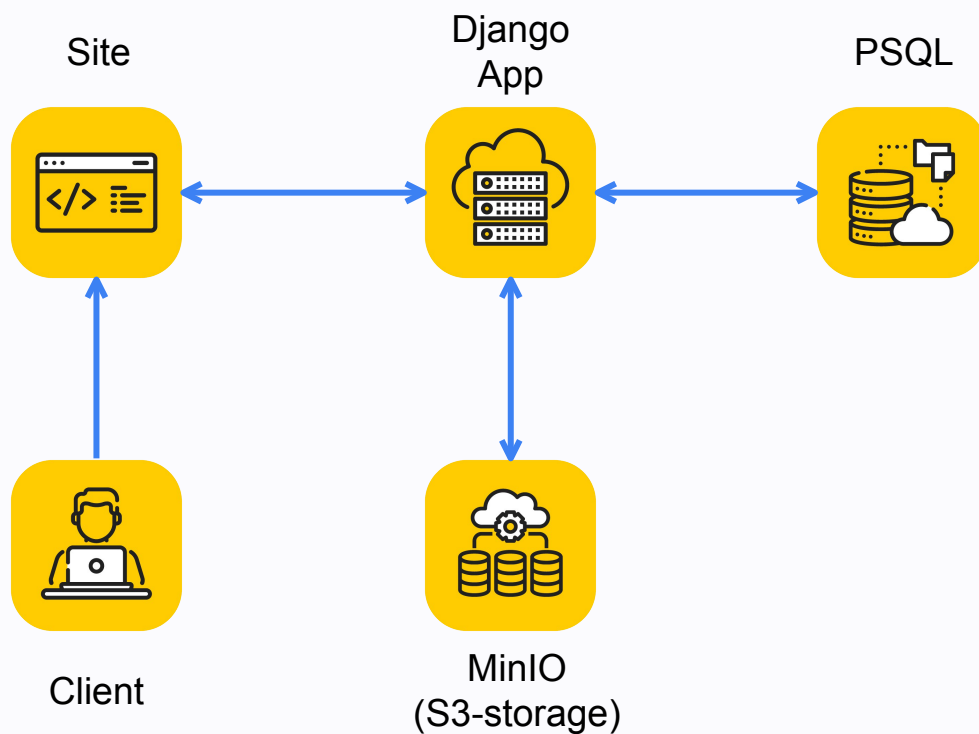 Site
Django
App
PSQL
Client
MinIO
(S3-storage)